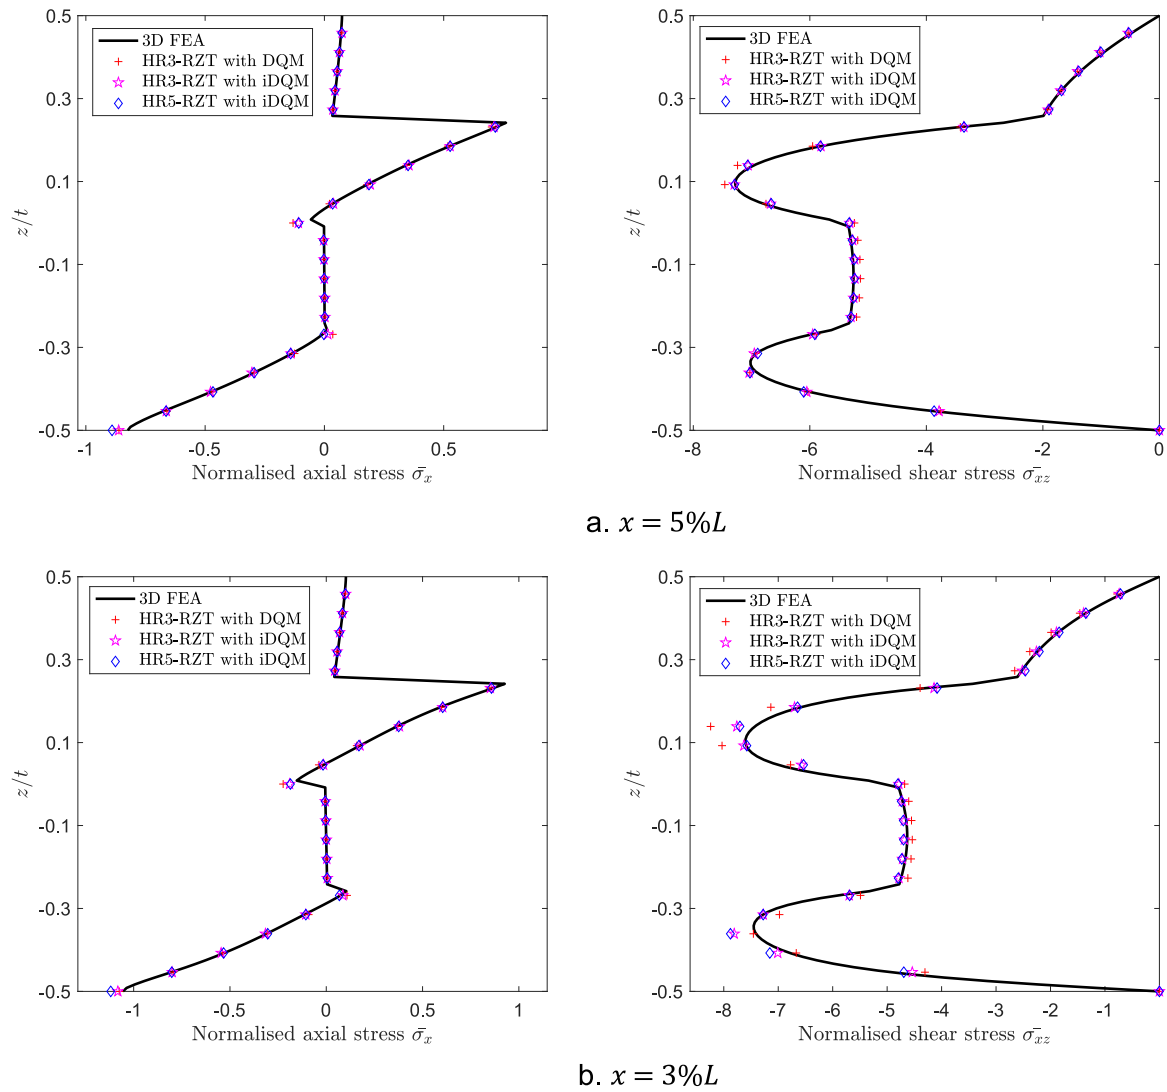 0.5
0.3
0.1
-0.1
-0.3
-0.5
z/t
3D FEA
HR3-RZT with DQM
HR3-RZT with iDQM
HR5-RZT with iDQM
-1
-0.5
0
0.5
Normalised axial stress σ̄_x
0.5
0.3
0.1
-0.1
-0.3
-0.5
z/t
3D FEA
HR3-RZT with DQM
HR3-RZT with iDQM
HR5-RZT with iDQM
-8
-6
-4
-2
0
Normalised shear stress σ̄_xz
a. x = 5%L
0.5
0.3
0.1
-0.1
-0.3
-0.5
z/t
3D FEA
HR3-RZT with DQM
HR3-RZT with iDQM
HR5-RZT with iDQM
-1
-0.5
0
0.5
1
Normalised axial stress σ̄_x
0.5
0.3
0.1
-0.1
-0.3
-0.5
z/t
3D FEA
HR3-RZT with DQM
HR3-RZT with iDQM
HR5-RZT with iDQM
-8
-7
-6
-5
-4
-3
-2
-1
Normalised shear stress σ̄_xz
b. x = 3%L